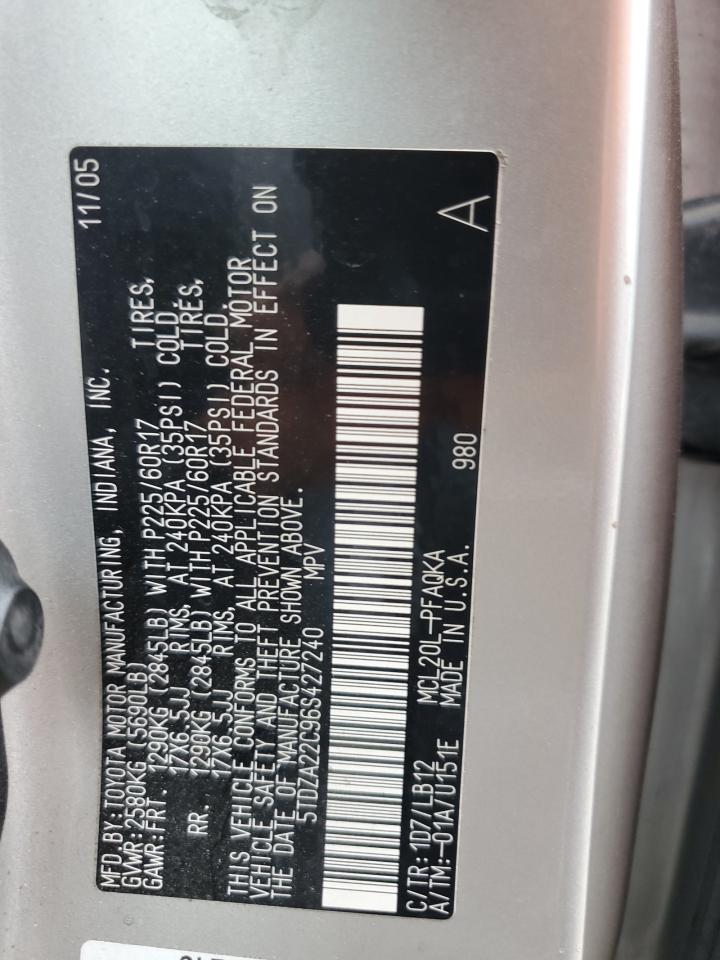 MFD.BY:TOYOTA MOTOR MANUFACTURING, INDIANA, INC. 11/05
GVWR:2580KG (5690LB)
GAWR:FRT. 1290KG (2845LB) WITH P225/60R17 TIRES,
17X6.5JJ RIMS, AT 240KPA (35PSI) COLD.
RR. 1290KG (2845LB) WITH P225/60R17 TIRES,
17X6.5JJ RIMS, AT 240KPA (35PSI) COLD.
THIS VEHICLE CONFORMS TO ALL APPLICABLE FEDERAL MOTOR
VEHICLE SAFETY AND THEFT PREVENTION STANDARDS IN EFFECT ON
THE DATE OF MANUFACTURE SHOWN ABOVE.
5TDZA22C96S427240 MPV
C/TR:1D7/LB12 MCL20L-PFAQKA
A/TM:-01A/U151E MADE IN U.S.A. 980 A